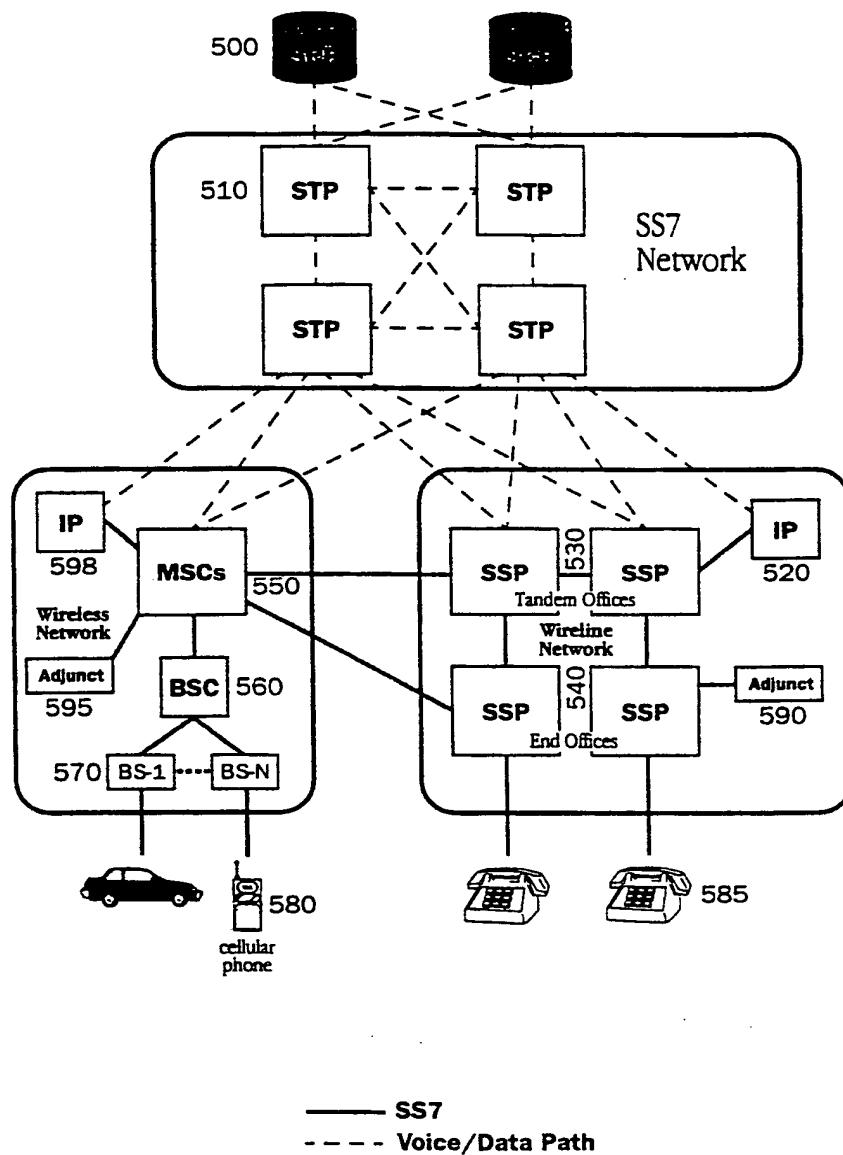 500
510
STP
STP
SS7
Network
STP
STP
IP
598
MSCs
550
Wireless
Network
Adjunct
595
BSC
560
570
BS-1
BS-N
580
cellular
phone
SSP
530
SSP
Tandem Offices
IP
520
Wireline
Network
SSP
540
SSP
End Offices
Adjunct
590
585
SS7
Voice/Data Path